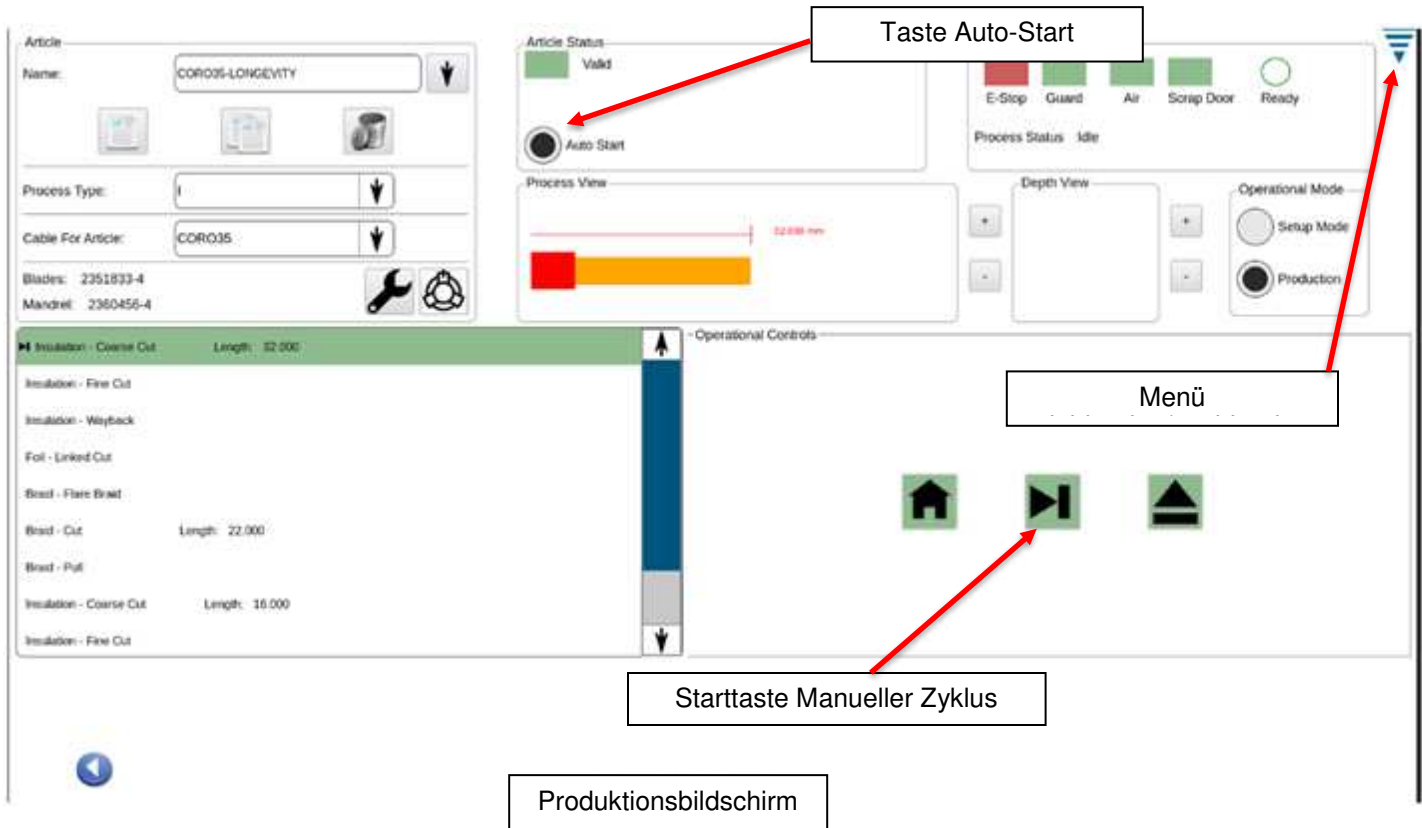 Taste Auto-Start
Article
Name: CORO35-LONGEVITY
Process Type: I
Cable For Article: CORO35
Blades: 2351833-4
Mandrel: 2360456-4
Article Status
Valid
Auto Start
E-Stop Guard Air Scrap Door Ready
Process Status Idle
Process View
Depth View
+
-
+
-
Operational Mode
Setup Mode
Production
Insulation - Coarse Cut Length: 32.000
Insulation - Fine Cut
Insulation - Wayback
Foil - Linked Cut
Braid - Flare Braid
Braid - Cut Length: 22.000
Braid - Pull
Insulation - Coarse Cut Length: 16.000
Insulation - Fine Cut
Operational Controls
Menü
Starttaste Manueller Zyklus
Produktionsbildschirm